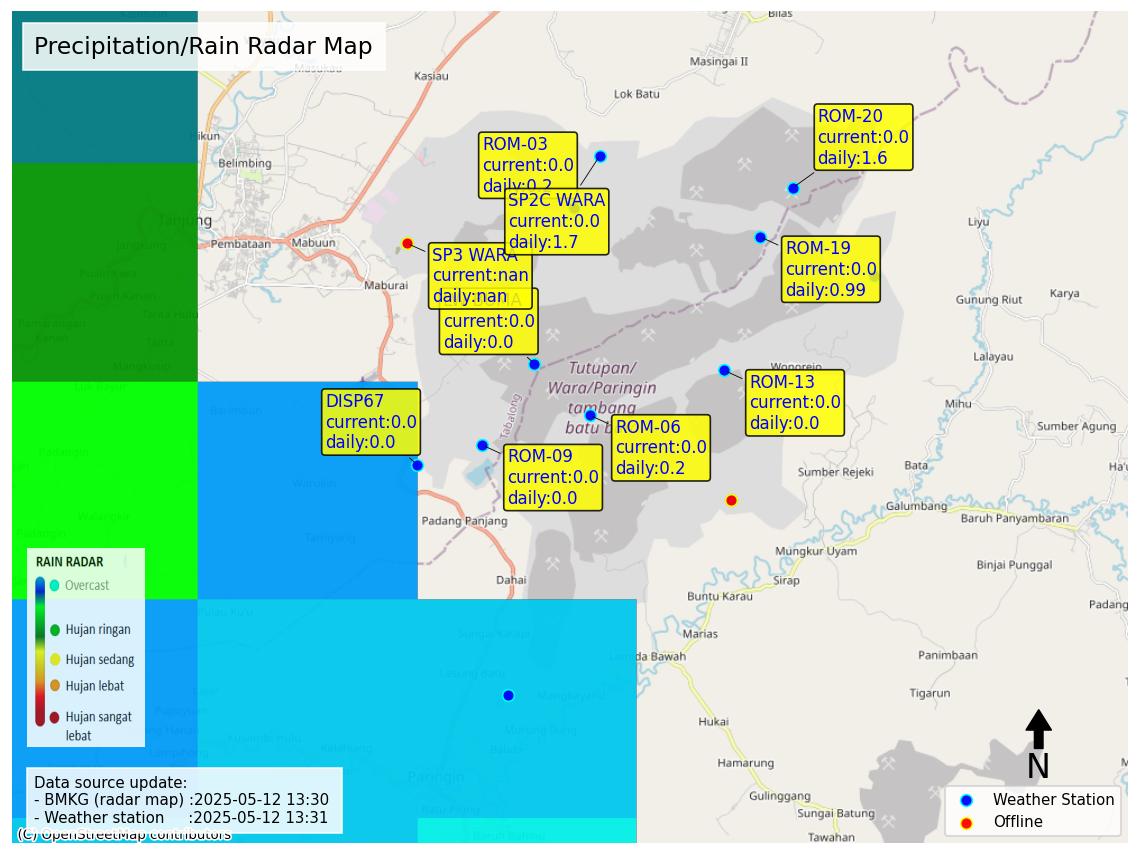 Precipitation/Rain Radar Map
Bilas
Masingai II
Kasiau
Lok Batu
Hikun
Belimbing
Tanjung
Pembataan
Mabuun
Maburai
ROM-03
current:0.0
daily:0.2
SP2C WARA
current:0.0
daily:1.7
ROM-20
current:0.0
daily:1.6
ROM-19
current:0.0
daily:0.99
SP3 WARA
current:nan
daily:nan
current:0.0
daily:0.0
Liyu
Gunung Riut
Karya
Lalayau
Mihu
Sumber Agung
Tutupan/
Wara/Paringin
tambang
batu b
Tabalong
Wonorejo
ROM-13
current:0.0
daily:0.0
DISP67
current:0.0
daily:0.0
ROM-06
current:0.0
daily:0.2
ROM-09
current:0.0
daily:0.0
Sumber Rejeki
Bata
Ha'u
Galumbang
Baruh Panyambaran
Padang Panjang
Mungkur Uyam
Binjai Punggal
Dahai
Sirap
Buntu Karau
Padang
Marias
Lamida Bawah
Panimbaan
Tigarun
Hukai
Hamarung
Gulinggang
Sungai Batung
Tawahan
Paringin
RAIN RADAR
Overcast
Hujan ringan
Hujan sedang
Hujan lebat
Hujan sangat
lebat
Data source update:
- BMKG (radar map) :2025-05-12 13:30
- Weather station :2025-05-12 13:31
(C) OpenStreetMap contributors
N
Weather Station
Offline